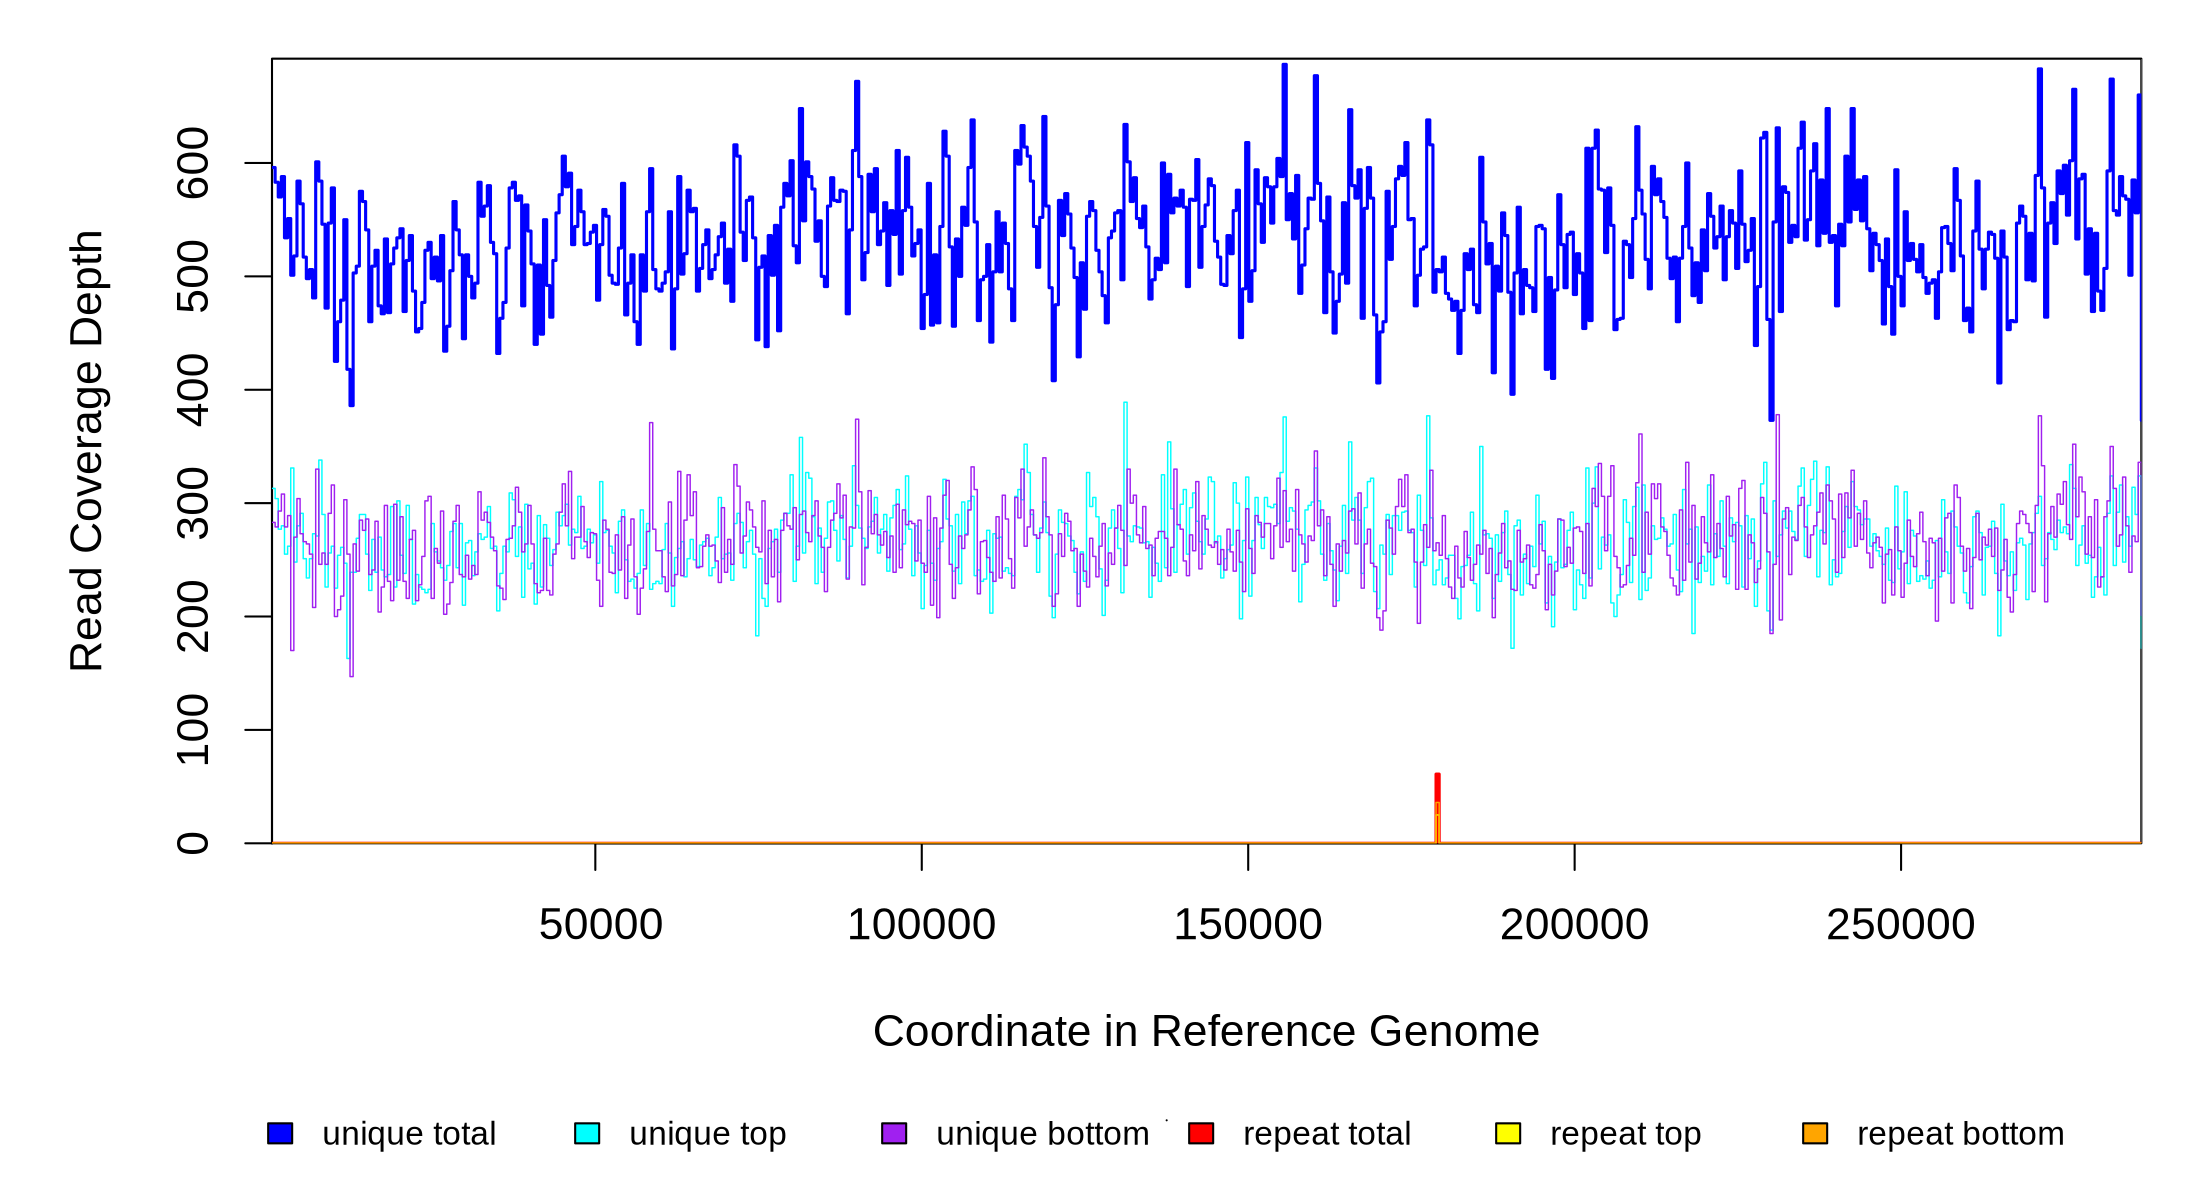 Read Coverage Depth
600
500
400
300
200
100
0
50000 100000 150000 200000 250000
Coordinate in Reference Genome
unique total unique top unique bottom repeat total repeat top repeat bottom